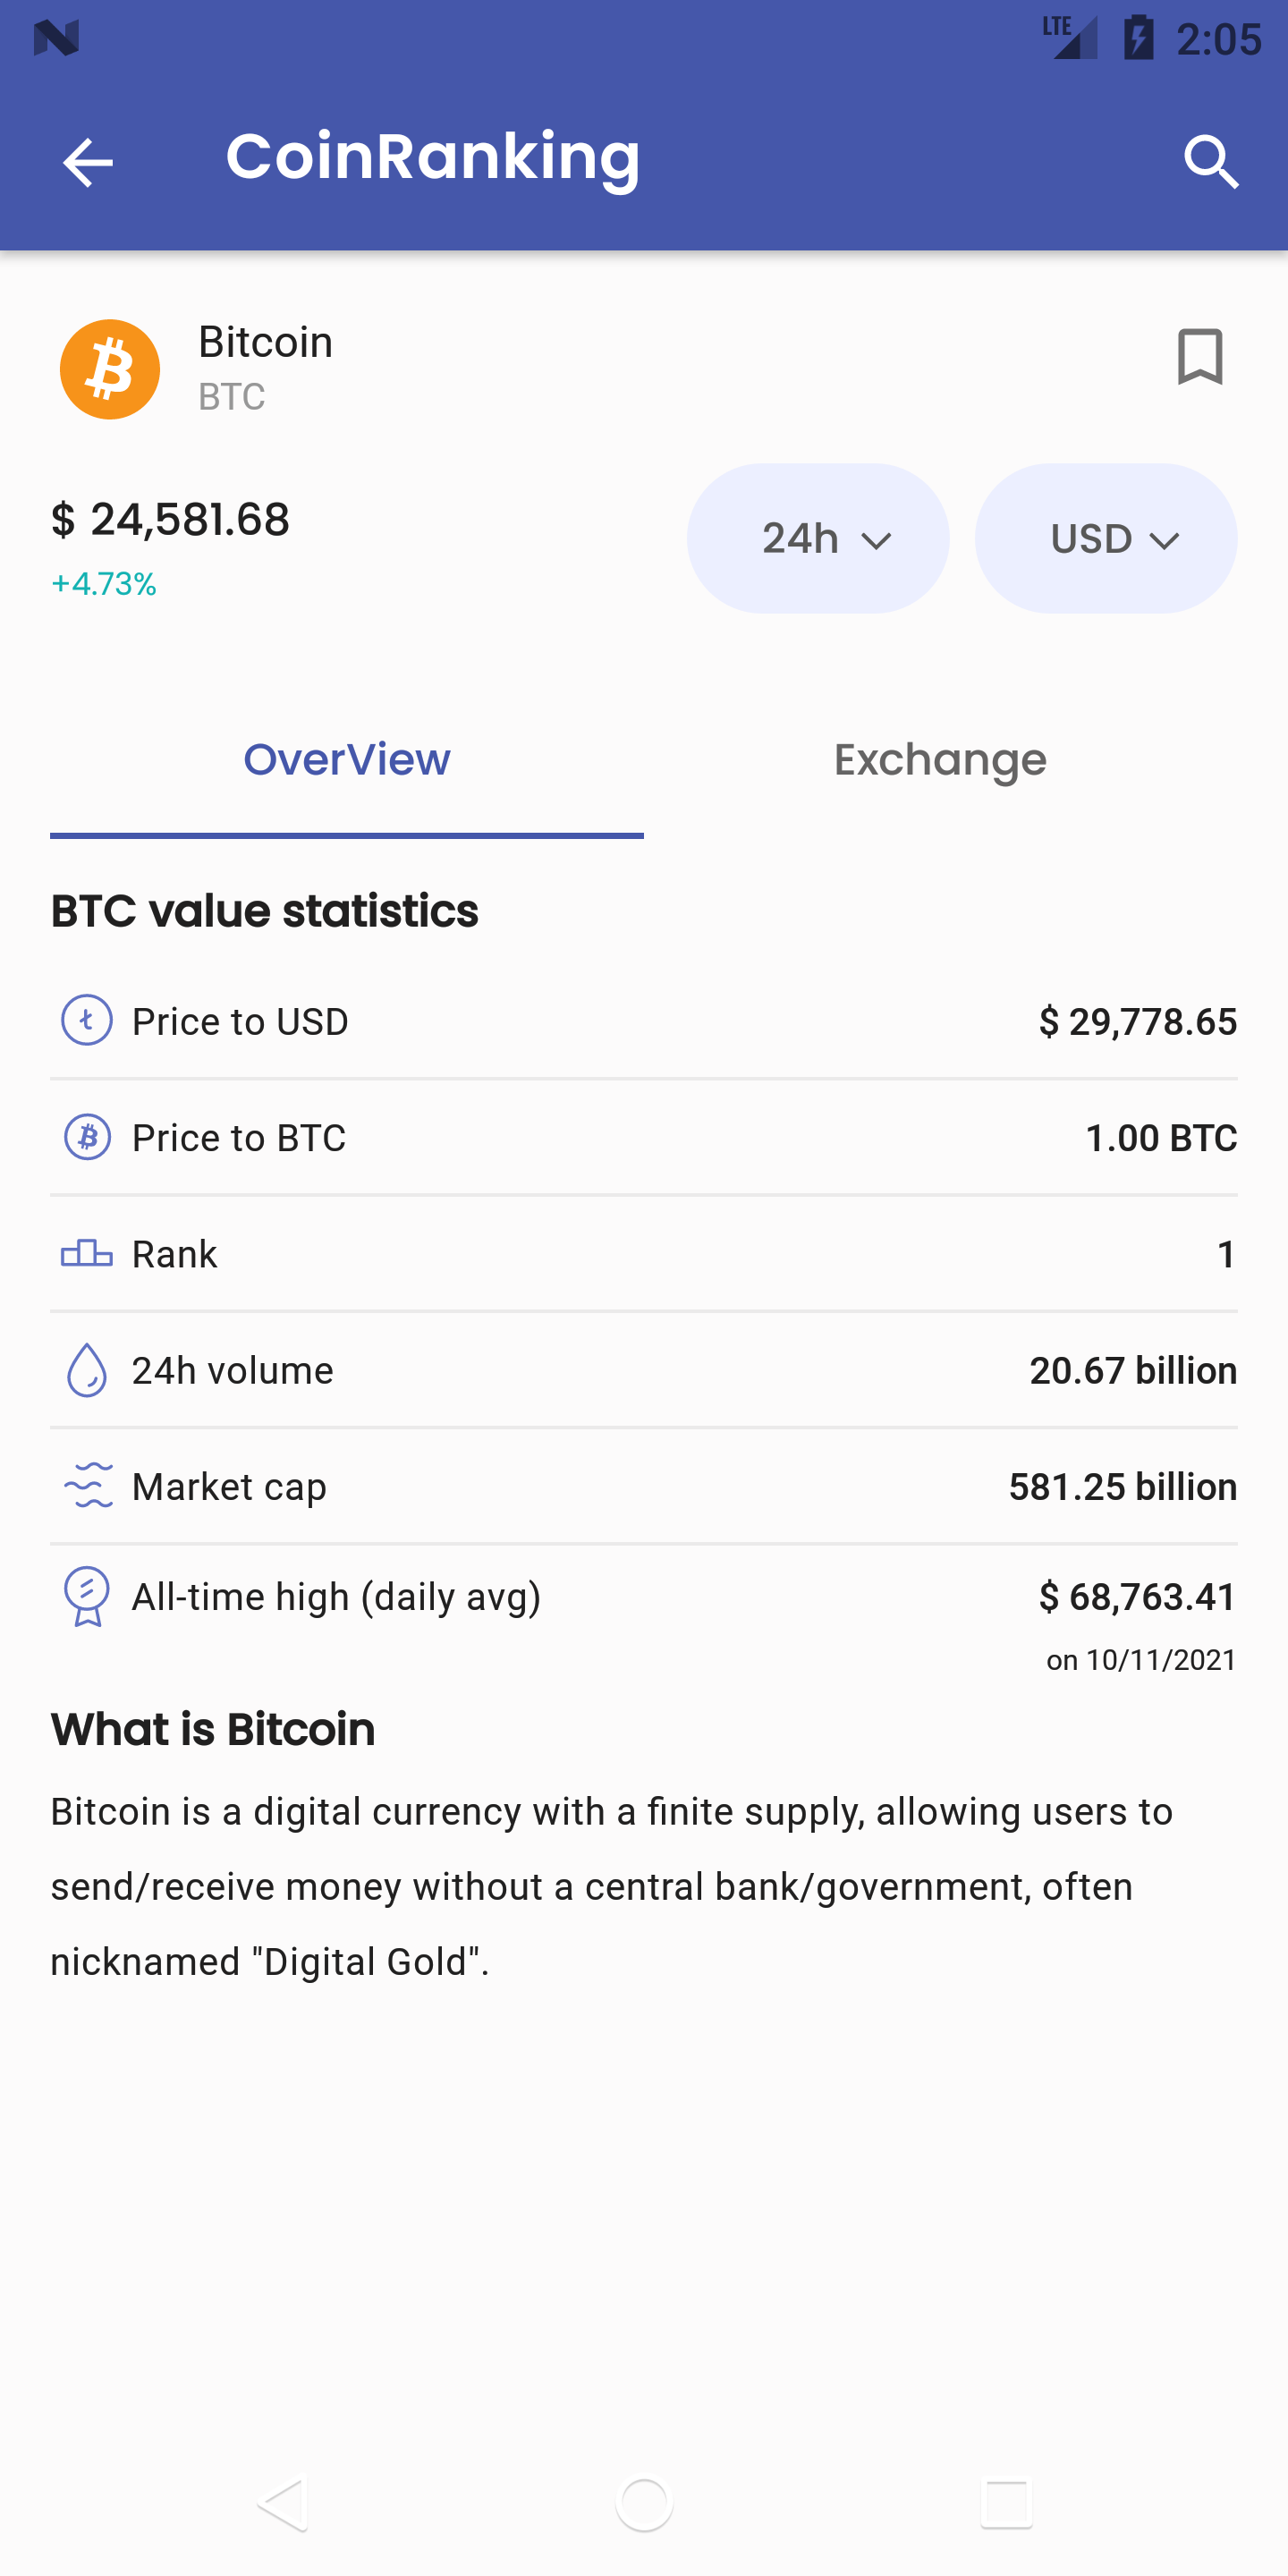 LTE 2:05
CoinRanking
Bitcoin
BTC
$ 24,581.68
+4.73%
24h
USD
OverView
Exchange
BTC value statistics
Price to USD $ 29,778.65
Price to BTC 1.00 BTC
Rank 1
24h volume 20.67 billion
Market cap 581.25 billion
All-time high (daily avg) $ 68,763.41
on 10/11/2021
What is Bitcoin
Bitcoin is a digital currency with a finite supply, allowing users to
send/receive money without a central bank/government, often
nicknamed "Digital Gold".